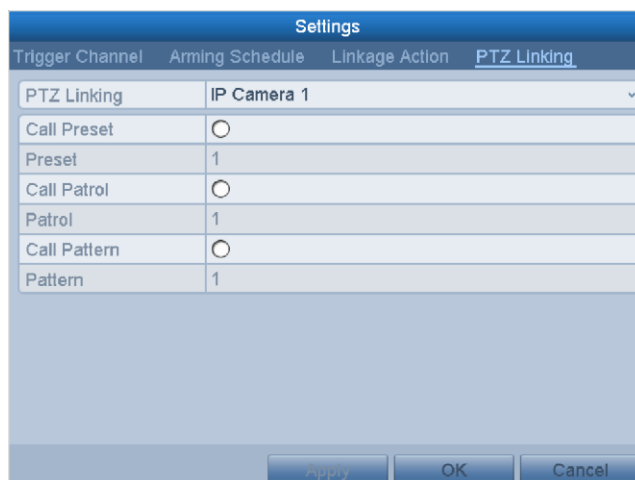 Settings
Trigger Channel Arming Schedule Linkage Action PTZ Linking
PTZ Linking IP Camera 1
Call Preset
Preset 1
Call Patrol
Patrol 1
Call Pattern
Pattern 1
Apply OK Cancel